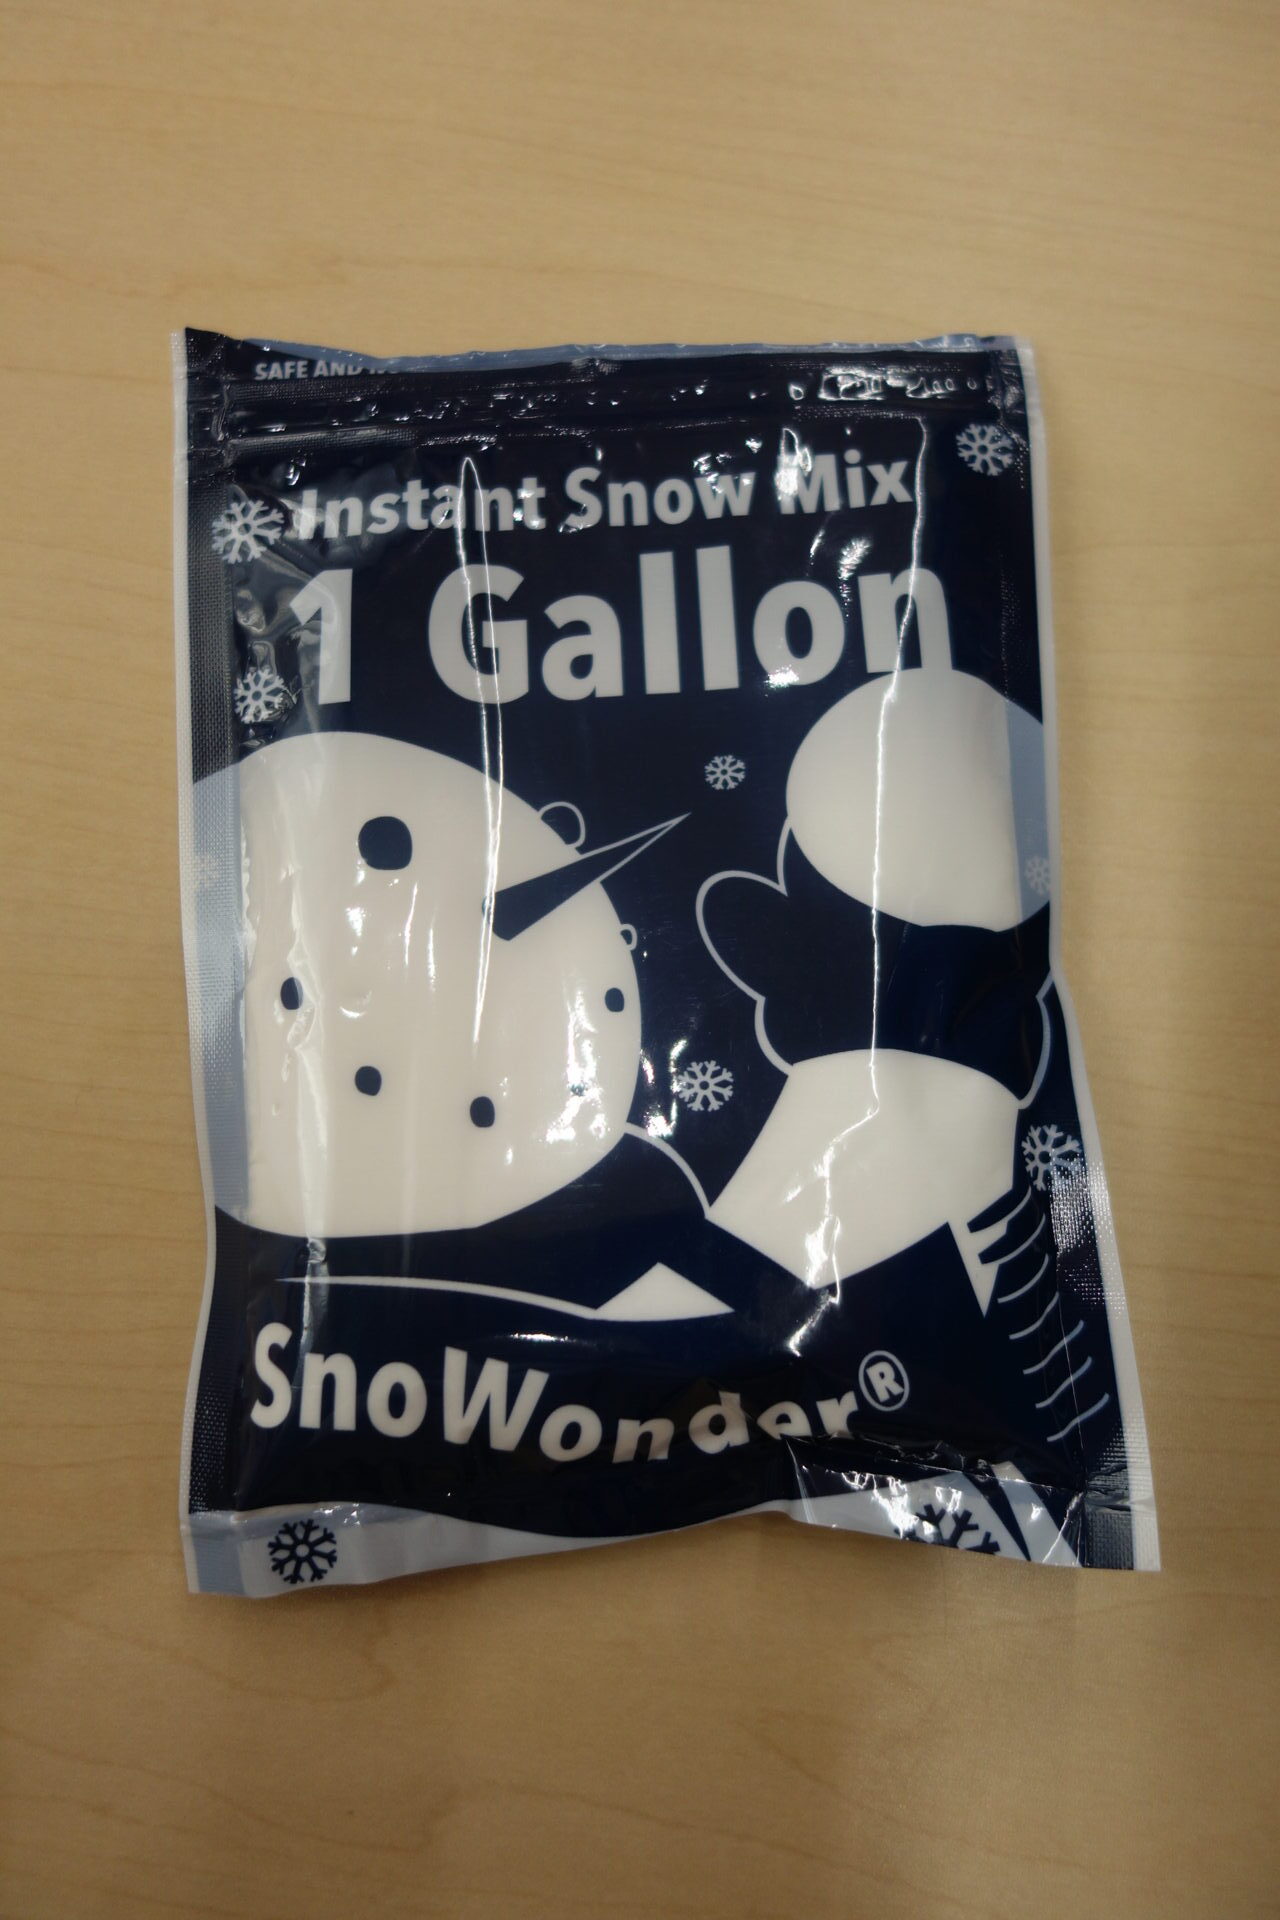 SAFE AND
Instant Snow Mix
1 Gallon
SnoWonder®